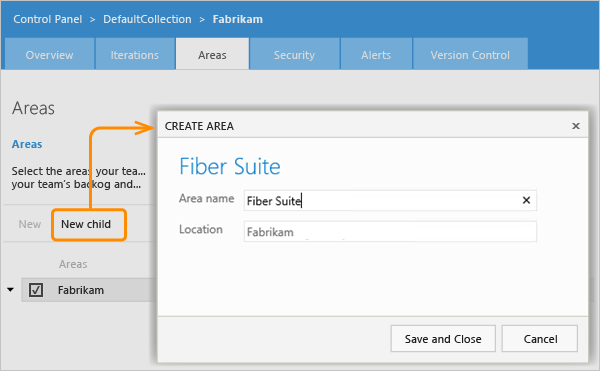 Control Panel > DefaultCollection > Fabrikam
Overview Iterations Areas Security Alerts Version Control
Areas
Areas
Select the areas your tea...
your team's backog and...
New New child
Areas
Fabrikam
CREATE AREA
Fiber Suite
Area name Fiber Suite
Location Fabrikam
Save and Close Cancel